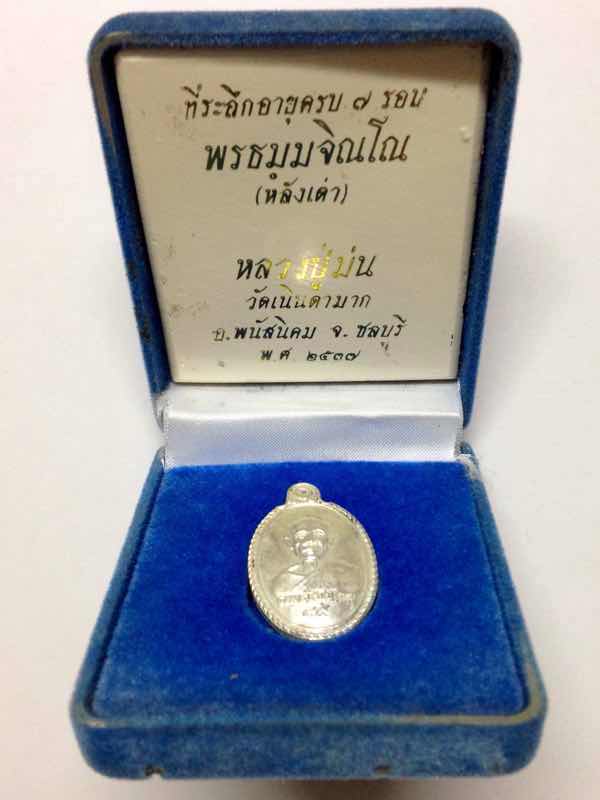 ที่ระลึกอายุครบ ๗ รอบ
พรธมฺมจิณโณ
(หลังเต่า)
หลวงปู่ม่น
วัดเนินตามาก
อ.พนัสนิคม จ. ชลบุรี
พ.ศ. ๒๕๓๗